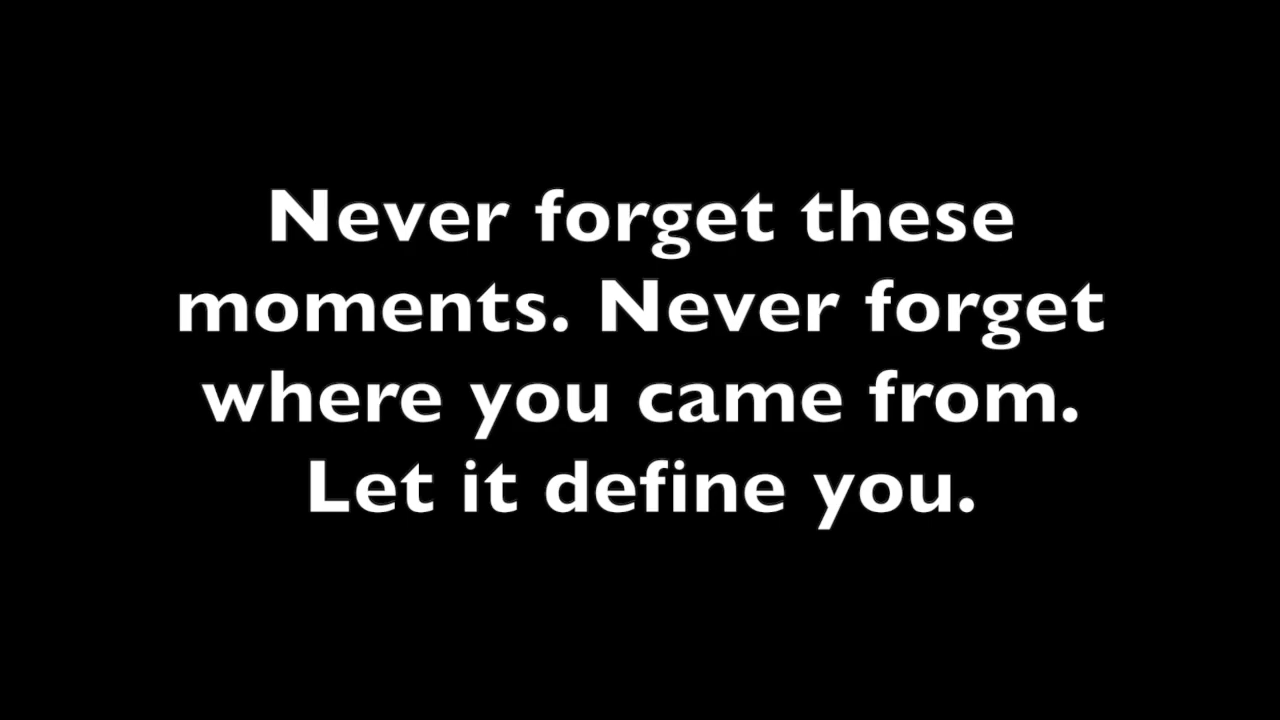 Never forget these
moments. Never forget
where you came from.
Let it define you.